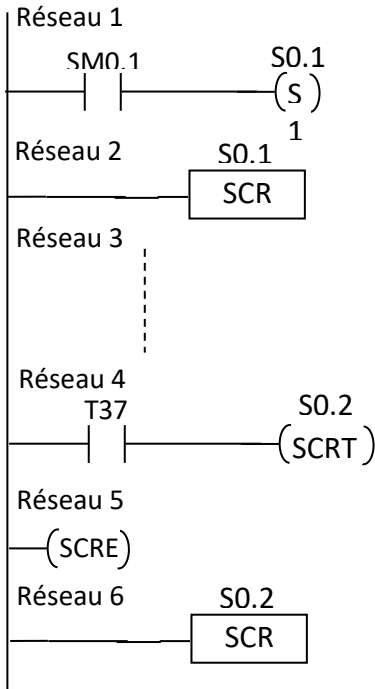 Réseau 1
SM0.1 S0.1
(S)
1
Réseau 2
S0.1
SCR
Réseau 3
Réseau 4
T37 S0.2
(SCRT)
Réseau 5
(SCRE)
Réseau 6
S0.2
SCR